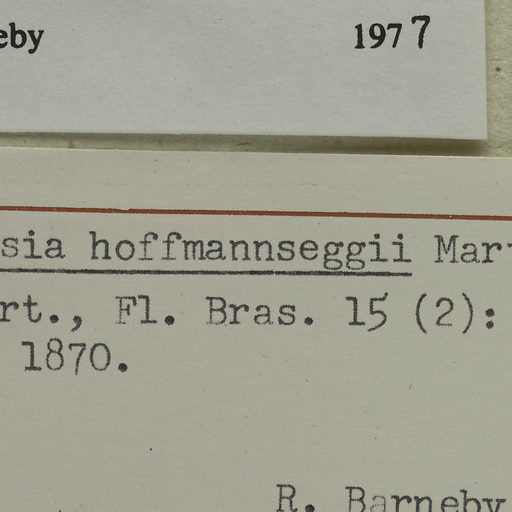 eby 1977
sia hoffmannseggii Mar
rt., Fl. Bras. 15 (2):
1870.
R. Barneby